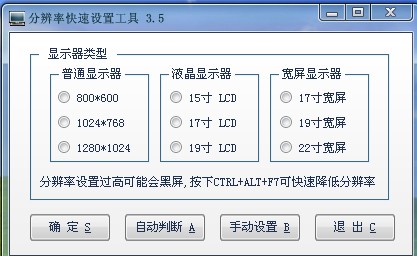 分辨率快速设置工具 3.5
显示器类型
普通显示器 液晶显示器 宽屏显示器
800*600 15寸 LCD 17寸宽屏
1024*768 17寸 LCD 19寸宽屏
1280*1024 19寸 LCD 22寸宽屏
分辨率设置过高可能会黑屏,按下CTRL+ALT+F7可快速降低分辨率
确 定 S 自动判断 A 手动设置 B 退 出 C